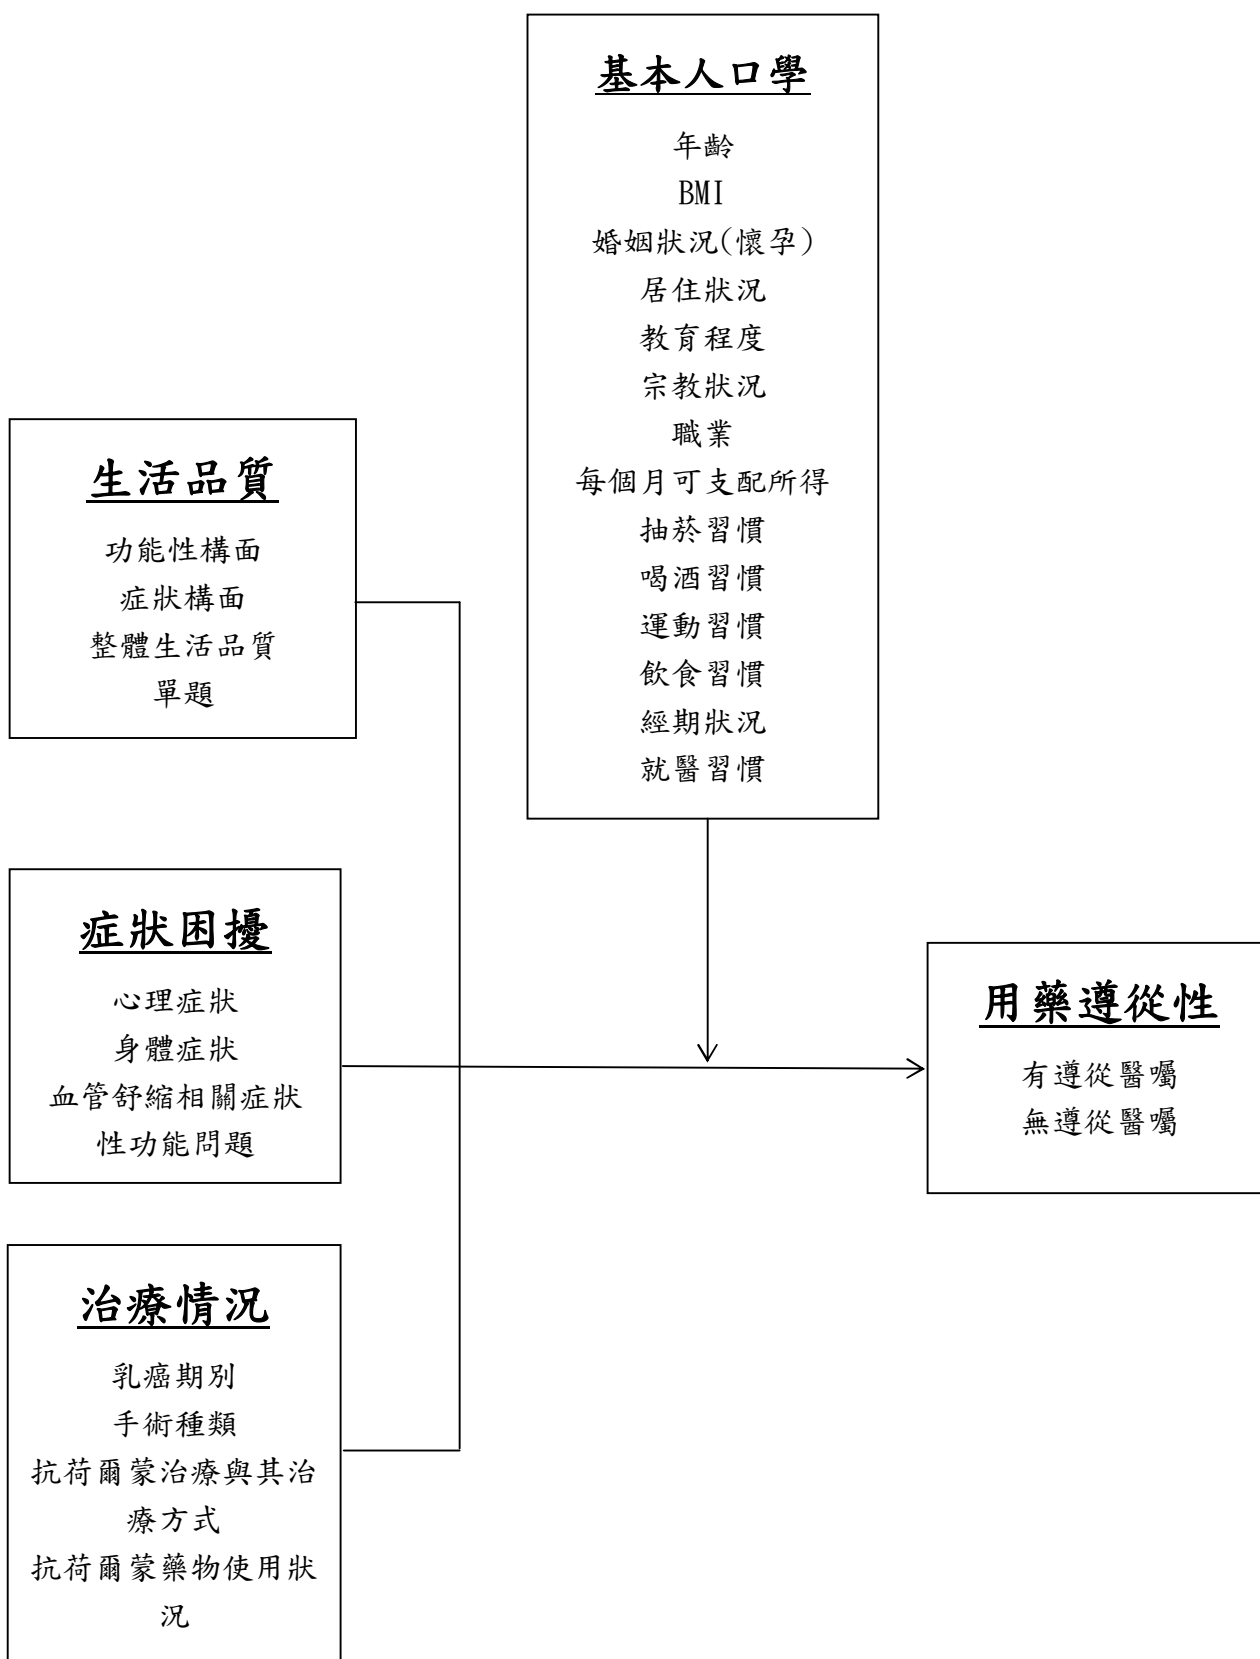 基本人口學
年齡
BMI
婚姻狀況(懷孕)
居住狀況
教育程度
宗教狀況
職業
每個月可支配所得
抽菸習慣
喝酒習慣
運動習慣
飲食習慣
經期狀況
就醫習慣
生活品質
功能性構面
症狀構面
整體生活品質
單題
症狀困擾
心理症狀
身體症狀
血管舒縮相關症狀
性功能問題
用藥遵從性
有遵從醫囑
無遵從醫囑
治療情況
乳癌期別
手術種類
抗荷爾蒙治療與其治
療方式
抗荷爾蒙藥物使用狀
況